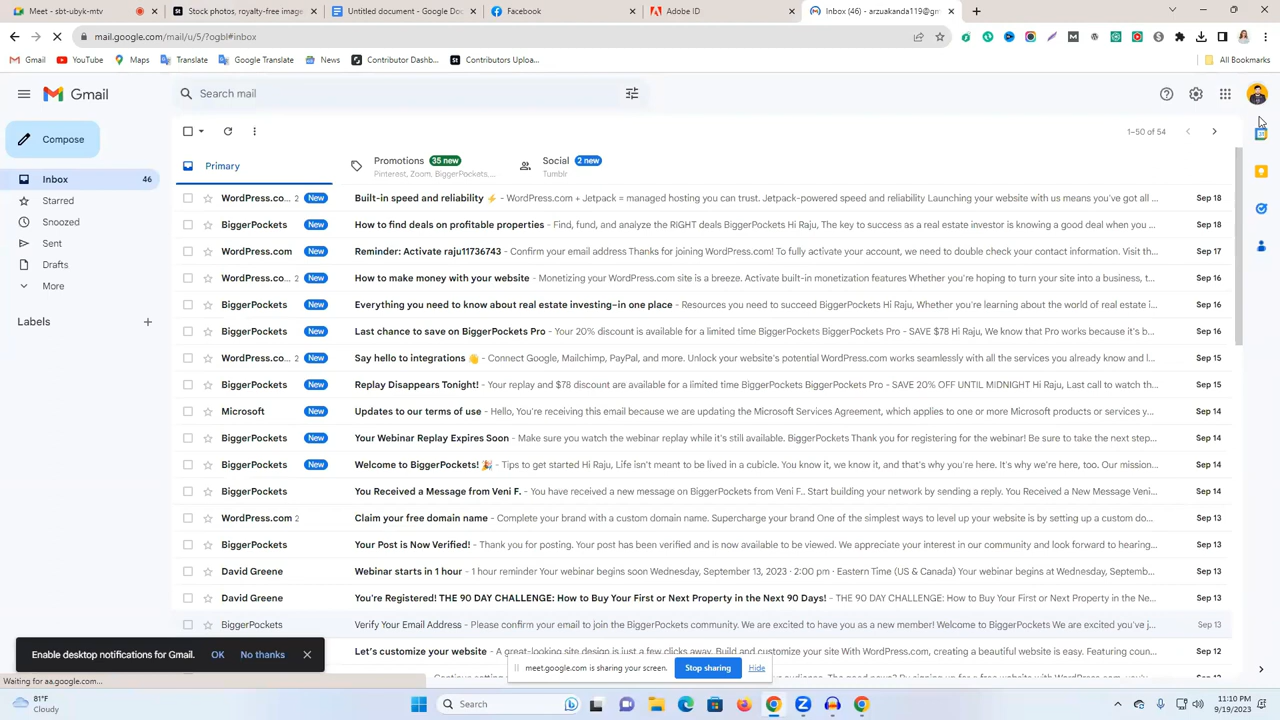 Meet - sbt-ubyk-mtv
Stock photos, royalty-free image
Untitled document - Google Doc
Facebook
Adobe ID
Inbox (46) - arzuakanda119@gm
mail.google.com/mail/u/5/?ogbl#inbox
Gmail YouTube Maps Translate Google Translate News Contributor Dashb... Contributors Uploa... All Bookmarks
Gmail
Search mail
Compose
1–50 of 54
Inbox 46
Starred
Snoozed
Sent
Drafts
More
Labels
Primary
Promotions 35 new
Pinterest, Zoom, BiggerPockets,...
Social 2 new
Tumblr
WordPress.co... 2 New Built-in speed and reliability ⚡ - WordPress.com + Jetpack = managed hosting you can trust. Jetpack-powered speed and reliability Launching your website with us means you've got all ... Sep 18
BiggerPockets New How to find deals on profitable properties - Find, fund, and analyze the RIGHT deals BiggerPockets Hi Raju, The key to success as a real estate investor is knowing a good deal when you ... Sep 18
WordPress.com New Reminder: Activate raju11736743 - Confirm your email address Thanks for joining WordPress.com! To fully activate your account, we need to double check your contact information. Visit th... Sep 17
WordPress.co... 2 New How to make money with your website - Monetizing your WordPress.com site is a breeze. Activate built-in monetization features Whether you're hoping to turn your site into a business, t... Sep 16
BiggerPockets New Everything you need to know about real estate investing–in one place - Resources you need to succeed BiggerPockets Hi Raju, Whether you're learning about the world of real estate i... Sep 16
BiggerPockets New Last chance to save on BiggerPockets Pro - Your 20% discount is available for a limited time BiggerPockets BiggerPockets Pro - SAVE $78 Hi Raju, We know that Pro works because it's b... Sep 16
WordPress.co... 2 New Say hello to integrations 👋 - Connect Google, Mailchimp, PayPal, and more. Unlock your website's potential WordPress.com works seamlessly with all the services you already know and l... Sep 15
BiggerPockets New Replay Disappears Tonight! - Your replay and $78 discount are available for a limited time BiggerPockets BiggerPockets Pro - SAVE 20% OFF UNTIL MIDNIGHT Hi Raju, Last call to watch th... Sep 15
Microsoft New Updates to our terms of use - Hello, You're receiving this email because we are updating the Microsoft Services Agreement, which applies to one or more Microsoft products or services y... Sep 14
BiggerPockets New Your Webinar Replay Expires Soon - Make sure you watch the webinar replay while it's still available. BiggerPockets Thank you for registering for the webinar! Be sure to take the next step... Sep 14
BiggerPockets New Welcome to BiggerPockets! 🎉 - Tips to get started Hi Raju, Life isn't meant to be lived in a cubicle. You know it, we know it, and that's why you're here. It's why we're here, too. Our mission... Sep 14
BiggerPockets You Received a Message from Veni F. - You have received a new message on BiggerPockets from Veni F.. Start building your network by sending a reply. You Received a New Message Veni... Sep 14
WordPress.com 2 Claim your free domain name - Complete your brand with a custom domain name. Supercharge your brand One of the simplest ways to level up your website is by setting up a custom do... Sep 13
BiggerPockets Your Post is Now Verified! - Thank you for posting. Your post has been verified and is now available to be viewed. We appreciate your interest in our community and look forward to hearing... Sep 13
David Greene Webinar starts in 1 hour - 1 hour reminder Your webinar begins soon Wednesday, September 13, 2023 · 2:00 pm · Eastern Time (US & Canada) Your webinar begins at Wednesday, Septemb... Sep 13
David Greene You're Registered! THE 90 DAY CHALLENGE: How to Buy Your First or Next Property in the Next 90 Days! - THE 90 DAY CHALLENGE: How to Buy Your First or Next Property in the Ne... Sep 13
BiggerPockets Verify Your Email Address - Please confirm your email to join the BiggerPockets community. We are excited to have you as a new member! Welcome to BiggerPockets We are excited you've j... Sep 13
Let's customize your website - A great-looking site design is just a few clicks away. Build and customize your site With WordPress.com, creating a beautiful website is easy. Featuring coun... Sep 13
Enable desktop notifications for Gmail. OK No thanks
meet.google.com is sharing your screen. Stop sharing Hide
Waiting for aa.google.com...
81°F
Cloudy
Search
11:10 PM
9/19/2023